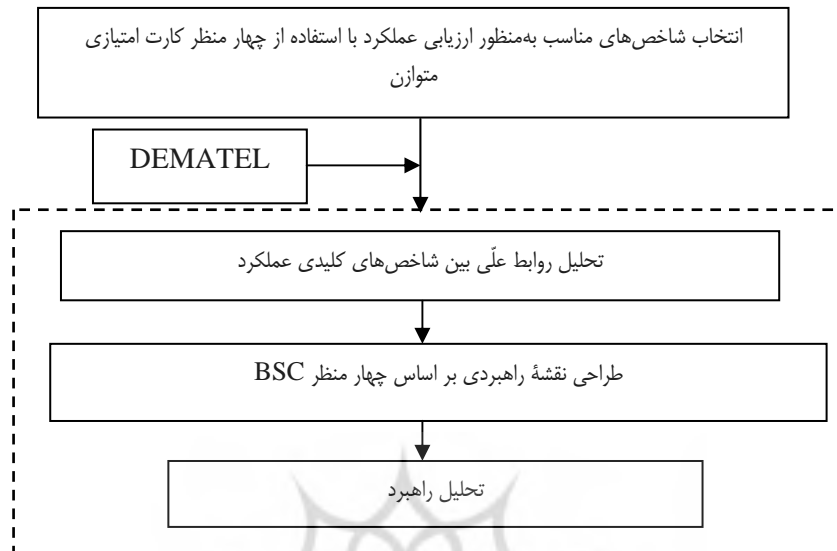 انتخاب شاخص‌های مناسب به‌منظور ارزیابی عملکرد با استفاده از چهار منظر کارت امتیازی
متوازن
DEMATEL
تحلیل روابط علّی بین شاخص‌های کلیدی عملکرد
طراحی نقشۀ راهبردی بر اساس چهار منظر BSC
تحلیل راهبرد